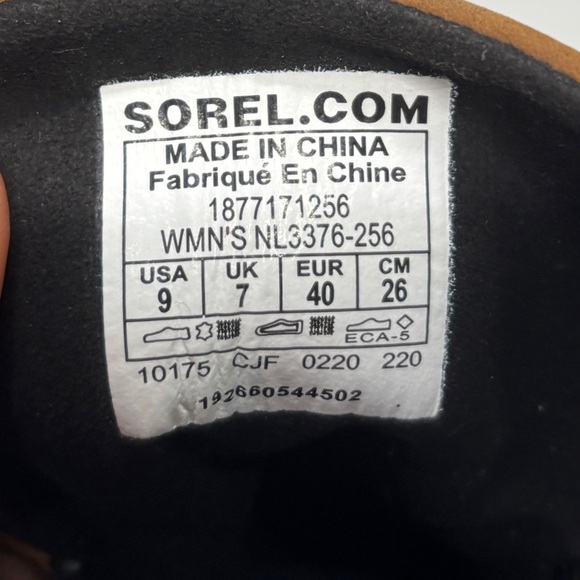 SOREL.COM
MADE IN CHINA
Fabriqué En Chine
1877171256
WMN'S NL3376-256
USA UK EUR CM
9 7 40 26
ECA-5
10175 CJF 0220 220
192660544502